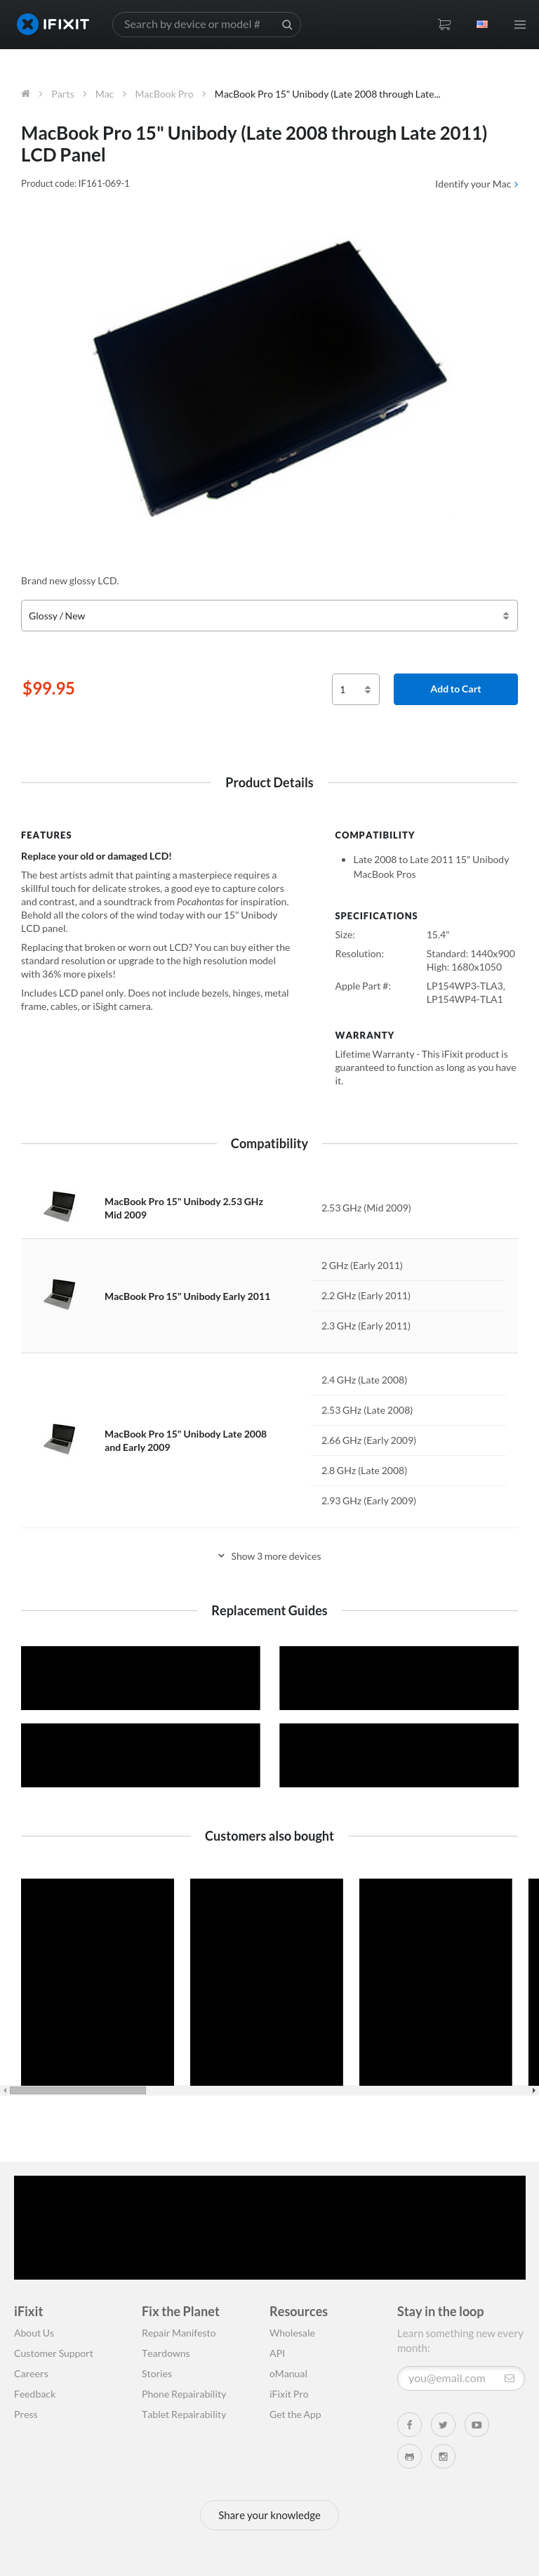 IFIXIT
Search by device or model #
Parts
Mac
MacBook Pro
MacBook Pro 15" Unibody (Late 2008 through Late...
MacBook Pro 15" Unibody (Late 2008 through Late 2011)
LCD Panel
Product code: IF161-069-1
Identify your Mac
Brand new glossy LCD.
Glossy / New
$99.95
1
Add to Cart
Product Details
FEATURES
Replace your old or damaged LCD!
The best artists admit that painting a masterpiece requires a
skillful touch for delicate strokes, a good eye to capture colors
and contrast, and a soundtrack from Pocahontas for inspiration.
Behold all the colors of the wind today with our 15" Unibody
LCD panel.
Replacing that broken or worn out LCD? You can buy either the
standard resolution or upgrade to the high resolution model
with 36% more pixels!
Includes LCD panel only. Does not include bezels, hinges, metal
frame, cables, or iSight camera.
COMPATIBILITY
Late 2008 to Late 2011 15" Unibody
MacBook Pros
SPECIFICATIONS
Size: 15.4"
Resolution: Standard: 1440x900
High: 1680x1050
Apple Part #: LP154WP3-TLA3,
LP154WP4-TLA1
WARRANTY
Lifetime Warranty - This iFixit product is
guaranteed to function as long as you have
it.
Compatibility
MacBook Pro 15" Unibody 2.53 GHz
Mid 2009
2.53 GHz (Mid 2009)
MacBook Pro 15" Unibody Early 2011
2 GHz (Early 2011)
2.2 GHz (Early 2011)
2.3 GHz (Early 2011)
MacBook Pro 15" Unibody Late 2008
and Early 2009
2.4 GHz (Late 2008)
2.53 GHz (Late 2008)
2.66 GHz (Early 2009)
2.8 GHz (Late 2008)
2.93 GHz (Early 2009)
Show 3 more devices
Replacement Guides
Customers also bought
iFixit
About Us
Customer Support
Careers
Feedback
Press
Fix the Planet
Repair Manifesto
Teardowns
Stories
Phone Repairability
Tablet Repairability
Resources
Wholesale
API
oManual
iFixit Pro
Get the App
Stay in the loop
Learn something new every
month:
you@email.com
Share your knowledge